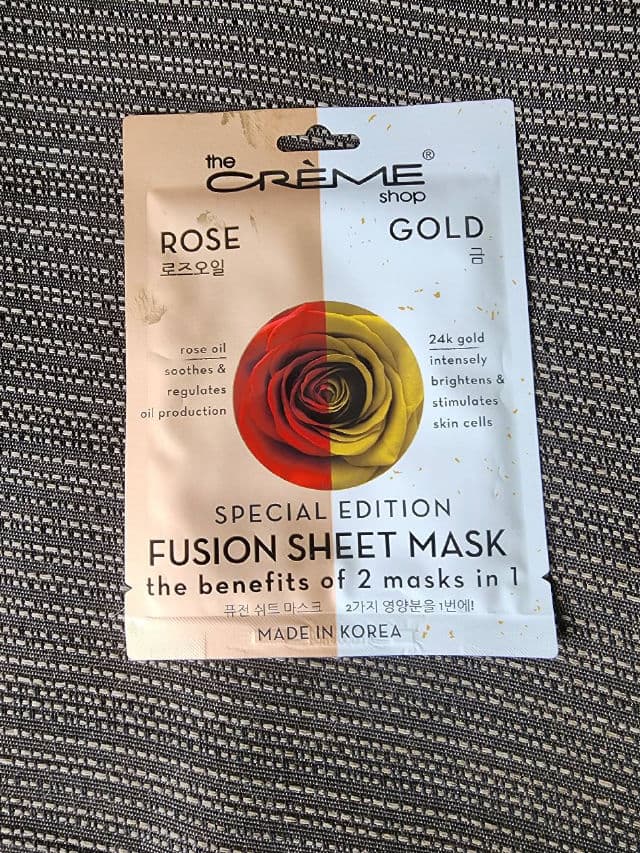 the
CRÈME®
shop
ROSE
로즈오일
GOLD
금
rose oil
soothes &
regulates
oil production
24k gold
intensely
brightens &
stimulates
skin cells
SPECIAL EDITION
FUSION SHEET MASK
the benefits of 2 masks in 1
퓨전 쉬트 마스크 2가지 영양분을 1번에!
MADE IN KOREA